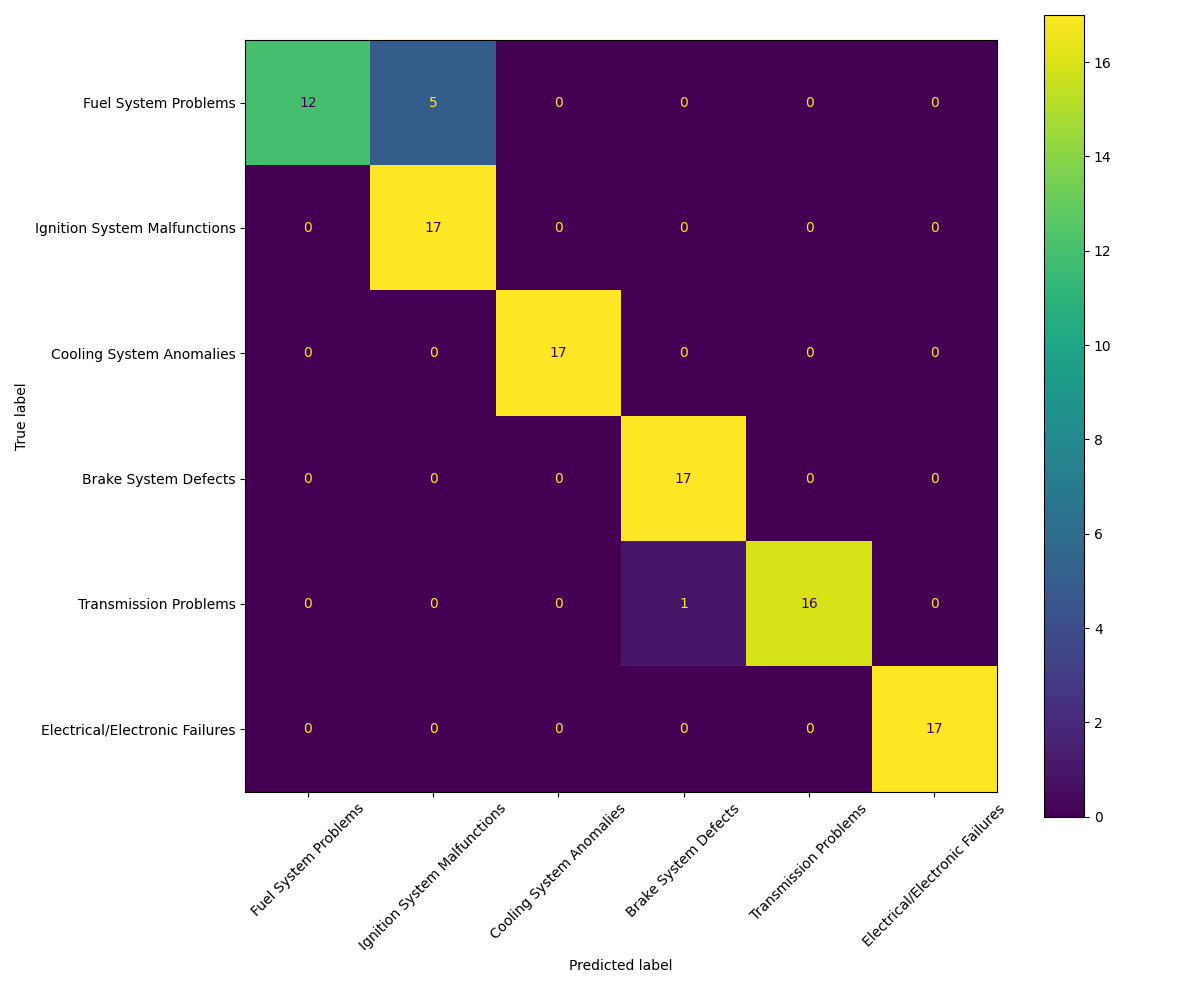 Fuel System Problems 12 5 0 0 0 0
Ignition System Malfunctions 0 17 0 0 0 0
Cooling System Anomalies 0 0 17 0 0 0
Brake System Defects 0 0 0 17 0 0
Transmission Problems 0 0 0 1 16 0
Electrical/Electronic Failures 0 0 0 0 0 17
True label
Fuel System Problems
Ignition System Malfunctions
Cooling System Anomalies
Brake System Defects
Transmission Problems
Electrical/Electronic Failures
Predicted label
16
14
12
10
8
6
4
2
0